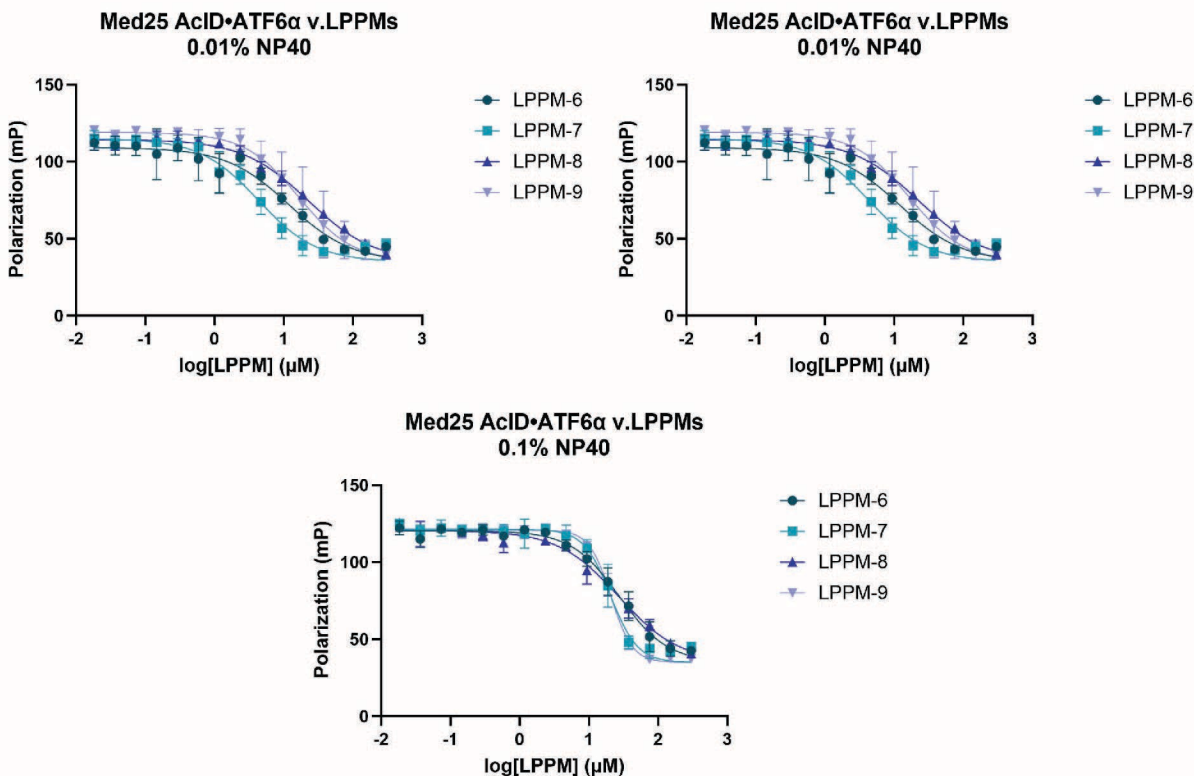 Med25 AcID•ATF6α v.LPPMs
0.01% NP40
150
100
50
0
Polarization (mP)
-2 -1 0 1 2 3
log[LPPM] (µM)
LPPM-6
LPPM-7
LPPM-8
LPPM-9
Med25 AcID•ATF6α v.LPPMs
0.01% NP40
150
100
50
0
Polarization (mP)
-2 -1 0 1 2 3
log[LPPM] (µM)
LPPM-6
LPPM-7
LPPM-8
LPPM-9
Med25 AcID•ATF6α v.LPPMs
0.1% NP40
150
100
50
0
Polarization (mP)
-2 -1 0 1 2 3
log[LPPM] (µM)
LPPM-6
LPPM-7
LPPM-8
LPPM-9